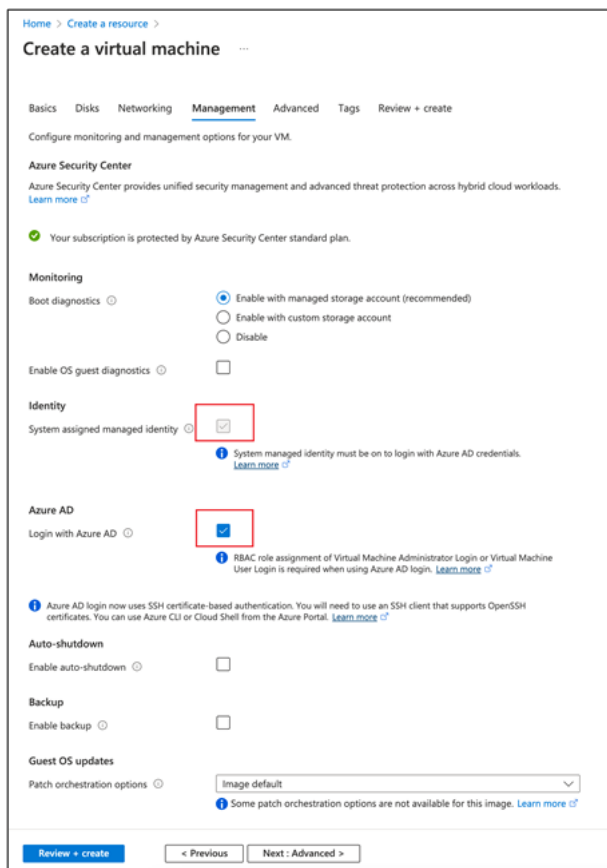 Home > Create a resource >
Create a virtual machine ...
Basics Disks Networking Management Advanced Tags Review + create
Configure monitoring and management options for your VM.
Azure Security Center
Azure Security Center provides unified security management and advanced threat protection across hybrid cloud workloads.
Learn more
Your subscription is protected by Azure Security Center standard plan.
Monitoring
Boot diagnostics
Enable with managed storage account (recommended)
Enable with custom storage account
Disable
Enable OS guest diagnostics
Identity
System assigned managed identity
System managed identity must be on to login with Azure AD credentials.
Learn more
Azure AD
Login with Azure AD
RBAC role assignment of Virtual Machine Administrator Login or Virtual Machine
User Login is required when using Azure AD login. Learn more
Azure AD login now uses SSH certificate-based authentication. You will need to use an SSH client that supports OpenSSH
certificates. You can use Azure CLI or Cloud Shell from the Azure Portal. Learn more
Auto-shutdown
Enable auto-shutdown
Backup
Enable backup
Guest OS updates
Patch orchestration options
Image default
Some patch orchestration options are not available for this image. Learn more
Review + create
< Previous
Next : Advanced >